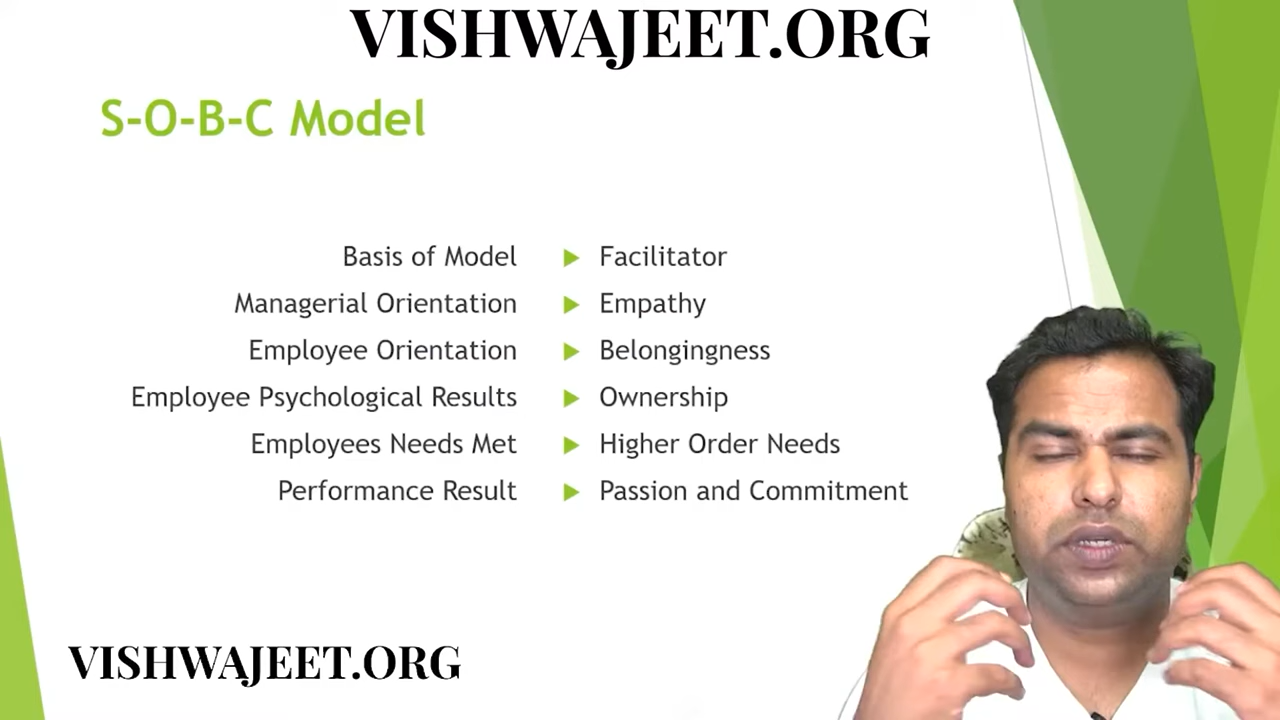 VISHWAJEET.ORG
S-O-B-C Model
Basis of Model ▶ Facilitator
Managerial Orientation ▶ Empathy
Employee Orientation ▶ Belongingness
Employee Psychological Results ▶ Ownership
Employees Needs Met ▶ Higher Order Needs
Performance Result ▶ Passion and Commitment
VISHWAJEET.ORG